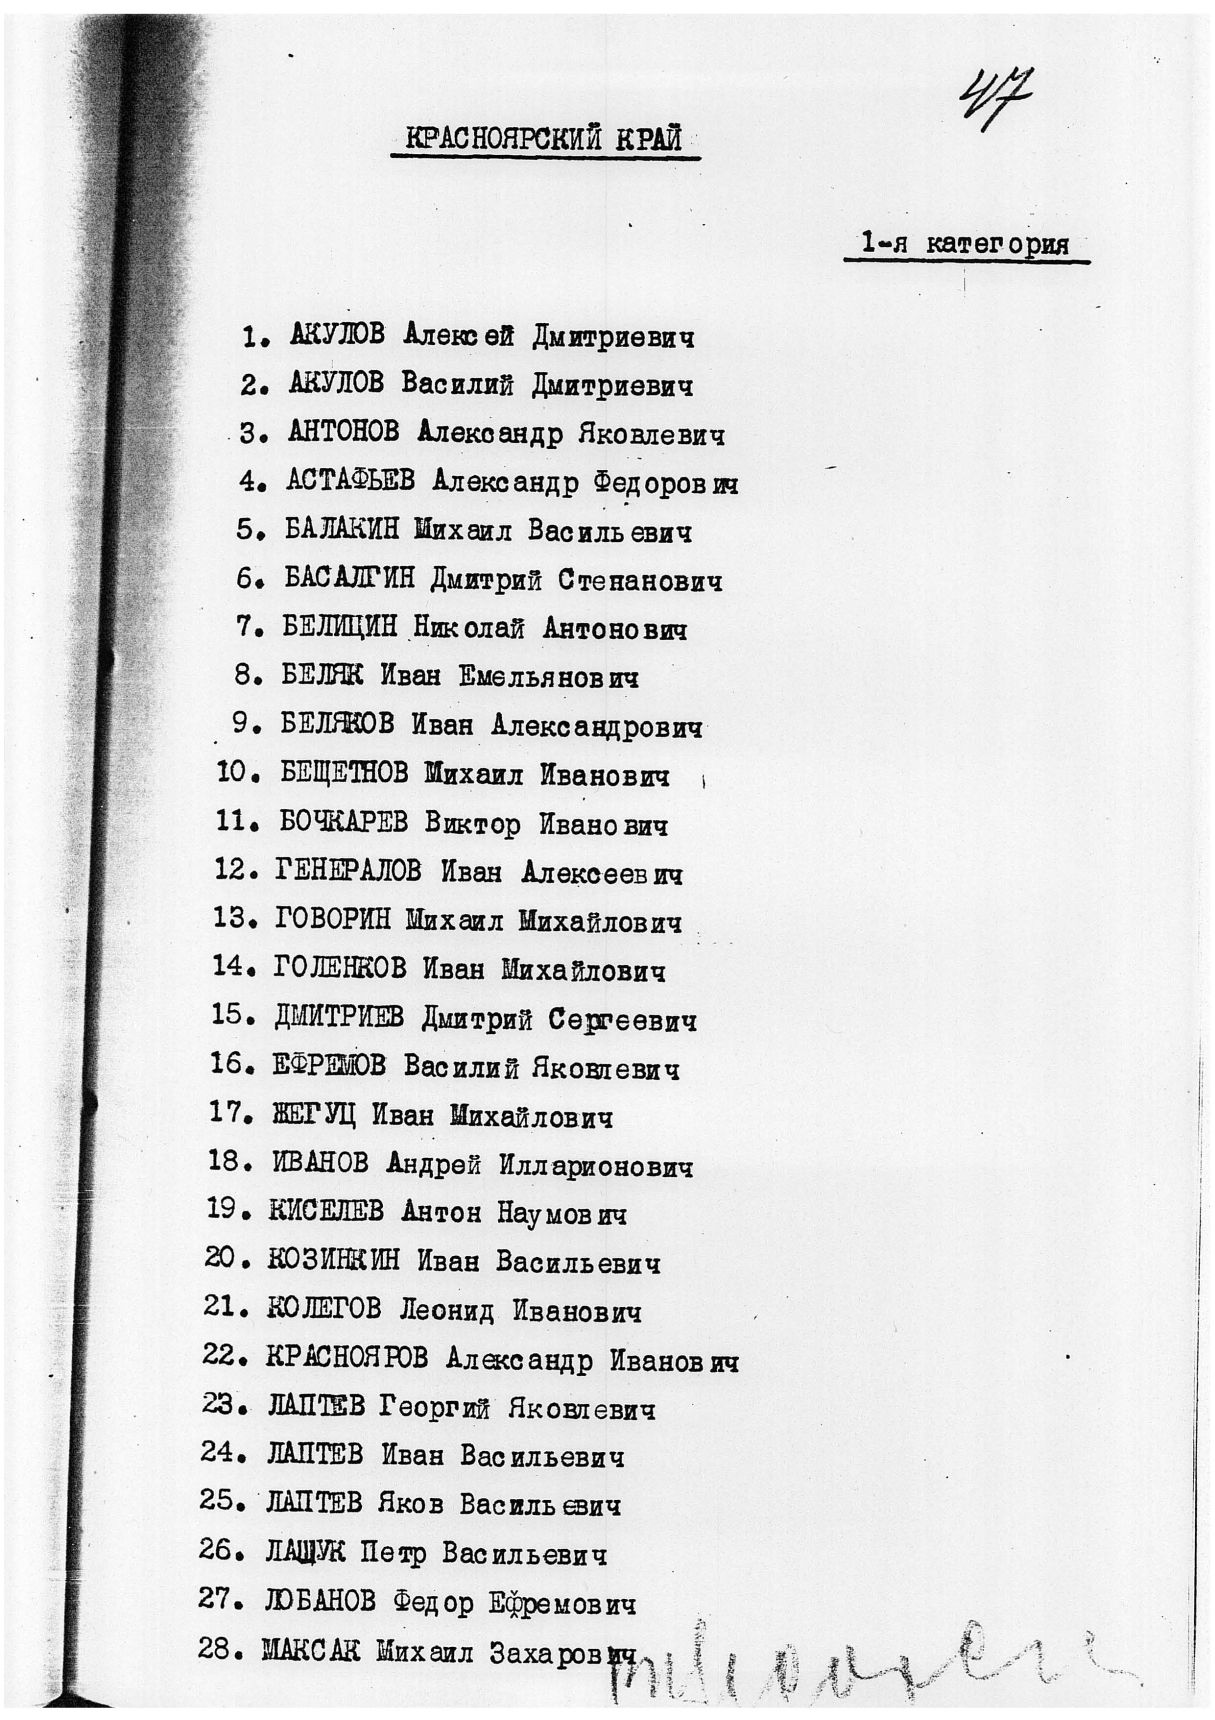 47
КРАСНОЯРСКИЙ КРАЙ
1-я категория
1. АКУЛОВ Алексей Дмитриевич
2. АКУЛОВ Василий Дмитриевич
3. АНТОНОВ Александр Яковлевич
4. АСТАФЬЕВ Александр Федорович
5. БАЛАКИН Михаил Васильевич
6. БАСАЛГИН Дмитрий Степанович
7. БЕЛИЦИН Николай Антонович
8. БЕЛЯК Иван Емельянович
9. БЕЛЯКОВ Иван Александрович
10. БЕЩЕТНОВ Михаил Иванович
11. БОЧКАРЕВ Виктор Иванович
12. ГЕНЕРАЛОВ Иван Алексеевич
13. ГОВОРИН Михаил Михайлович
14. ГОЛЕНКОВ Иван Михайлович
15. ДМИТРИЕВ Дмитрий Сергеевич
16. ЕФРЕМОВ Василий Яковлевич
17. ЖЕГУЦ Иван Михайлович
18. ИВАНОВ Андрей Илларионович
19. КИСЕЛЕВ Антон Наумович
20. КОЗИНКИН Иван Васильевич
21. КОЛЕГОВ Леонид Иванович
22. КРАСНОЯРОВ Александр Иванович
23. ЛАПТЕВ Георгий Яковлевич
24. ЛАПТЕВ Иван Васильевич
25. ЛАПТЕВ Яков Васильевич
26. ЛАЩУК Петр Васильевич
27. ЛОБАНОВ Федор Ефремович
28. МАКСАК Михаил Захарович